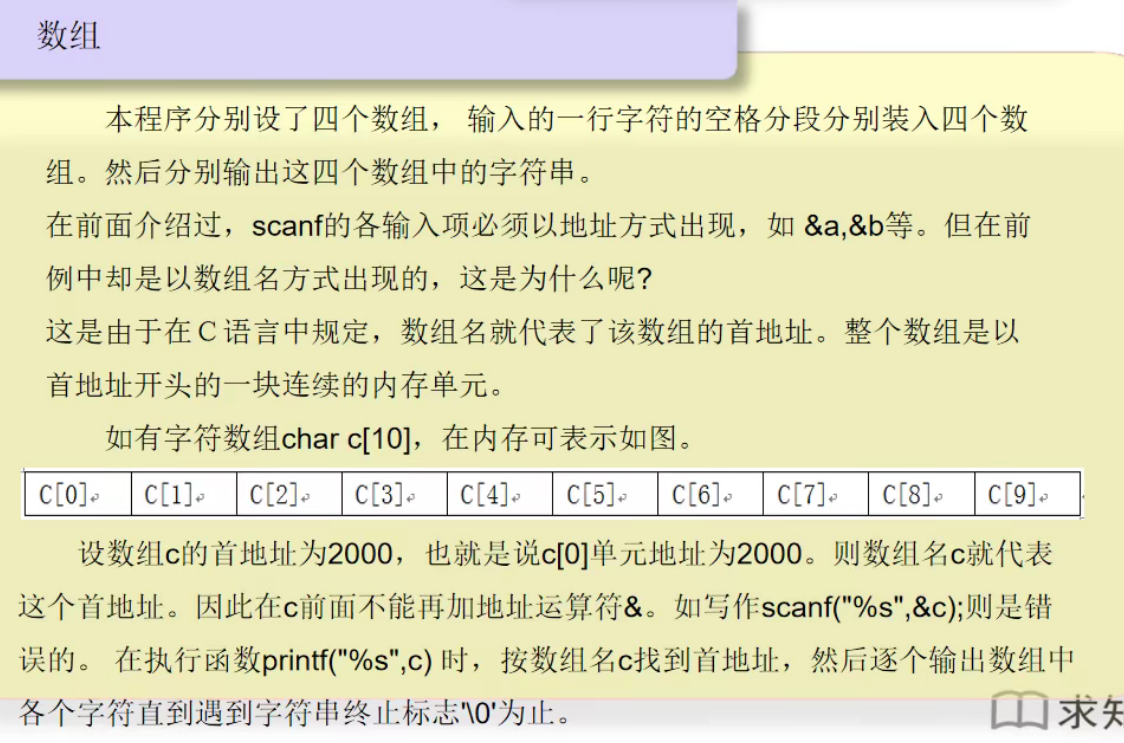 数组
本程序分别设了四个数组， 输入的一行字符的空格分段分别装入四个数
组。然后分别输出这四个数组中的字符串。
在前面介绍过，scanf的各输入项必须以地址方式出现，如 &a,&b等。但在前
例中却是以数组名方式出现的，这是为什么呢?
这是由于在Ｃ语言中规定，数组名就代表了该数组的首地址。整个数组是以
首地址开头的一块连续的内存单元。
如有字符数组char c[10]，在内存可表示如图。
C[0] C[1] C[2] C[3] C[4] C[5] C[6] C[7] C[8] C[9]
设数组c的首地址为2000，也就是说c[0]单元地址为2000。则数组名c就代表
这个首地址。因此在c前面不能再加地址运算符&。如写作scanf("%s",&c);则是错
误的。 在执行函数printf("%s",c) 时，按数组名c找到首地址，然后逐个输出数组中
各个字符直到遇到字符串终止标志'\0'为止。
求知